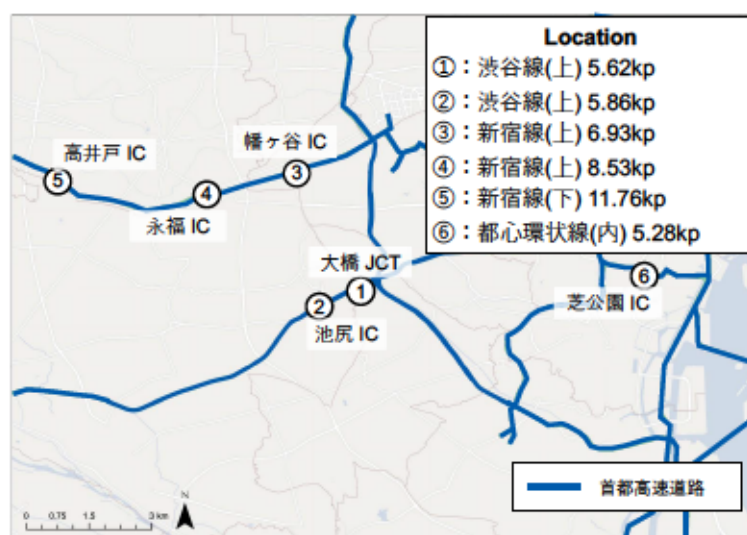 Location
①：渋谷線(上) 5.62kp
②：渋谷線(上) 5.86kp
③：新宿線(上) 6.93kp
④：新宿線(上) 8.53kp
⑤：新宿線(下) 11.76kp
⑥：都心環状線(内) 5.28kp
幡ヶ谷 IC
高井戸 IC
③
④
⑤
永福 IC
大橋 JCT
⑥
①
②
芝公園 IC
池尻 IC
首都高速道路
N
0 0.75 1.5 3 km